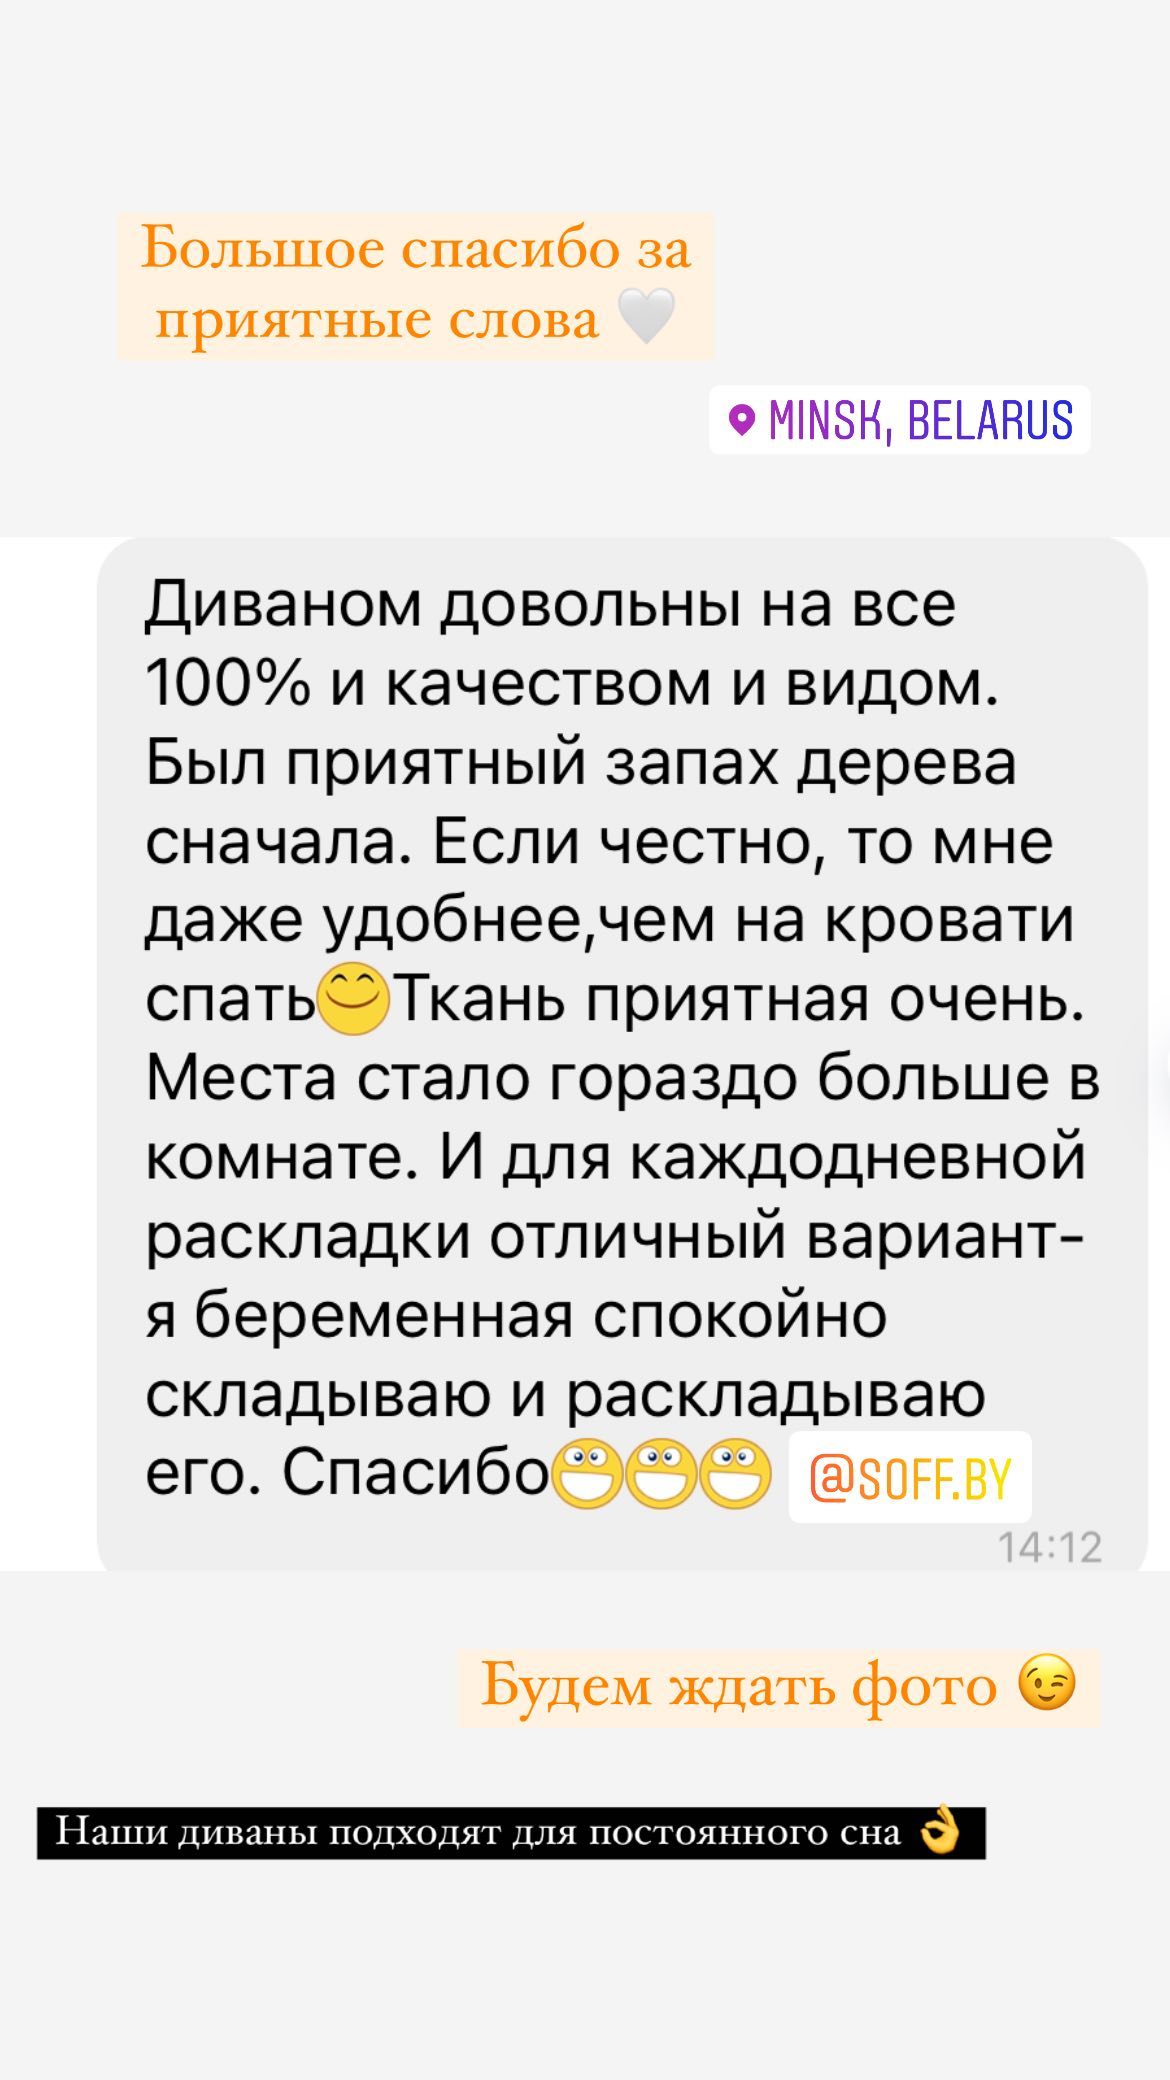 Большое спасибо за
приятные слова 🤍
MINSK, BELARUS
Диваном довольны на все
100% и качеством и видом.
Был приятный запах дерева
сначала. Если честно, то мне
даже удобнее,чем на кровати
спать😊Ткань приятная очень.
Места стало гораздо больше в
комнате. И для каждодневной
раскладки отличный вариант-
я беременная спокойно
складываю и раскладываю
его. Спасибо😀😀😀 @SOFF.BY
14:12
Будем ждать фото 😉
Наши диваны подходят для постоянного сна 👌